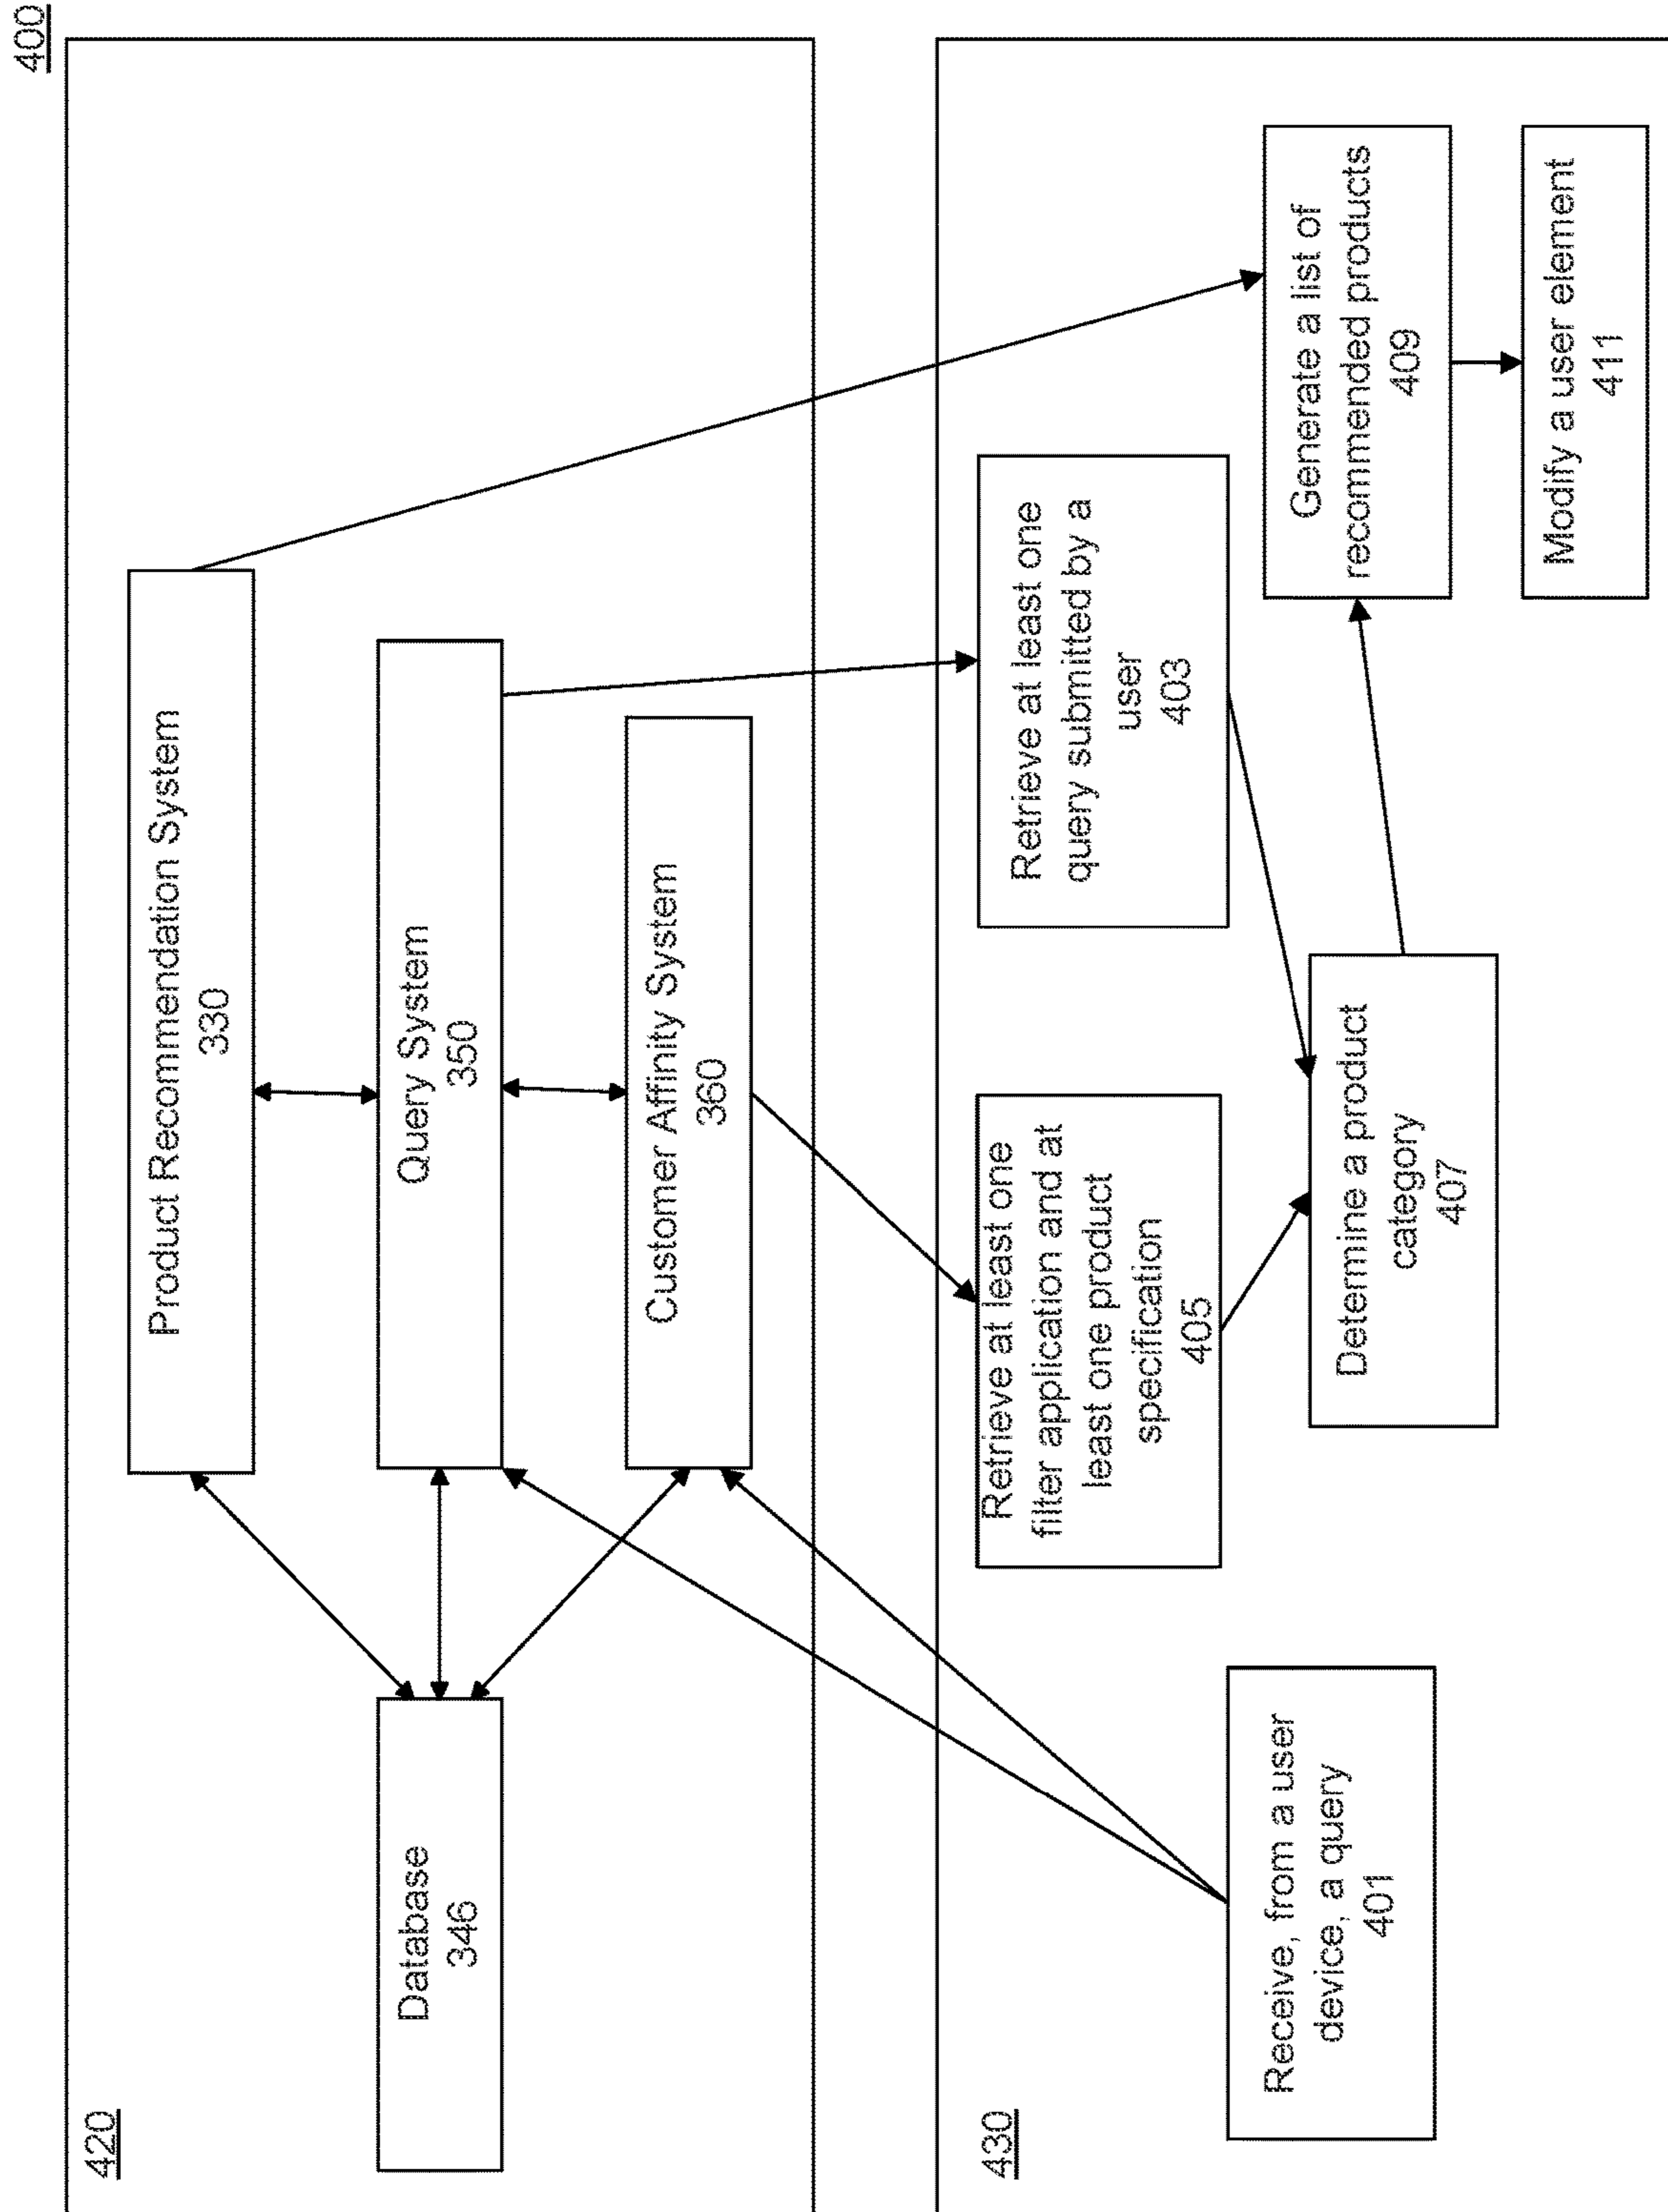 400
420
Product Recommendation System
330
Database
346
Query System
350
Customer Affinity System
360
430
Receive, from a user
device, a query
401
Retrieve at least one
filter application and at
least one product
specification
405
Retrieve at least one
query submitted by a
user
403
Determine a product
category
407
Generate a list of
recommended products
409
Modify a user element
411